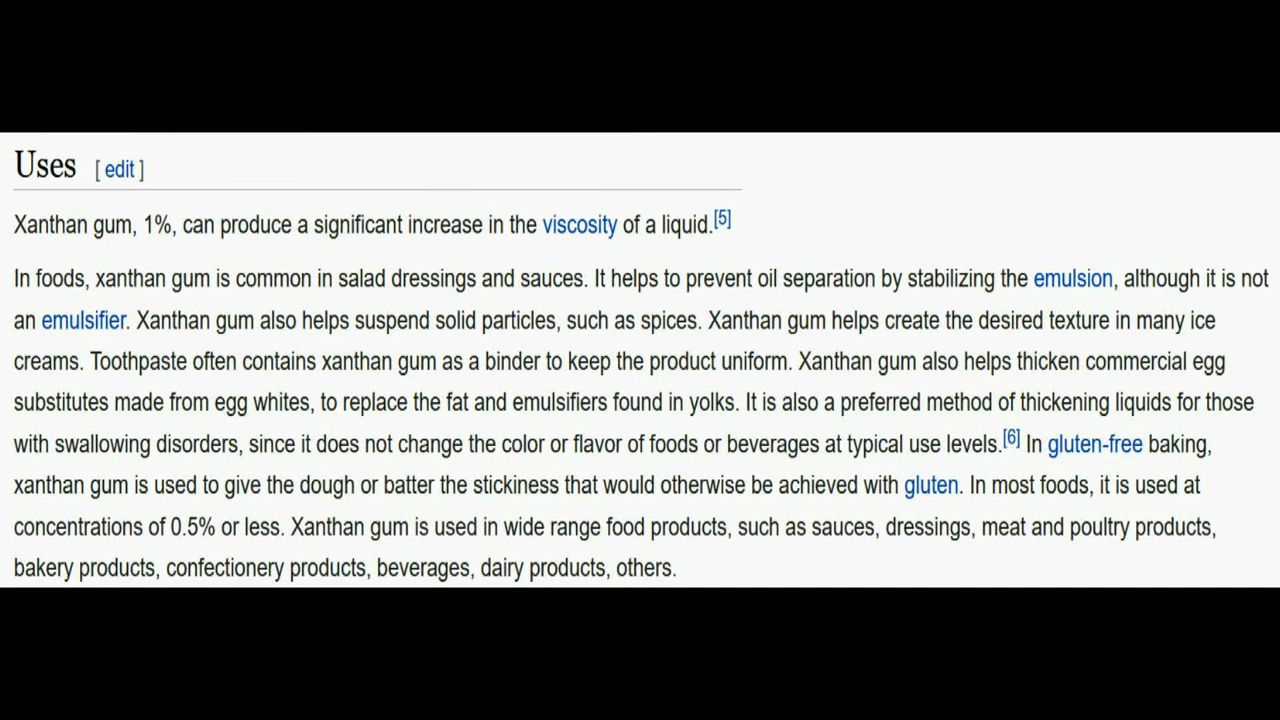 Uses [ edit ]
Xanthan gum, 1%, can produce a significant increase in the viscosity of a liquid.[5]
In foods, xanthan gum is common in salad dressings and sauces. It helps to prevent oil separation by stabilizing the emulsion, although it is not
an emulsifier. Xanthan gum also helps suspend solid particles, such as spices. Xanthan gum helps create the desired texture in many ice
creams. Toothpaste often contains xanthan gum as a binder to keep the product uniform. Xanthan gum also helps thicken commercial egg
substitutes made from egg whites, to replace the fat and emulsifiers found in yolks. It is also a preferred method of thickening liquids for those
with swallowing disorders, since it does not change the color or flavor of foods or beverages at typical use levels.[6] In gluten-free baking,
xanthan gum is used to give the dough or batter the stickiness that would otherwise be achieved with gluten. In most foods, it is used at
concentrations of 0.5% or less. Xanthan gum is used in wide range food products, such as sauces, dressings, meat and poultry products,
bakery products, confectionery products, beverages, dairy products, others.